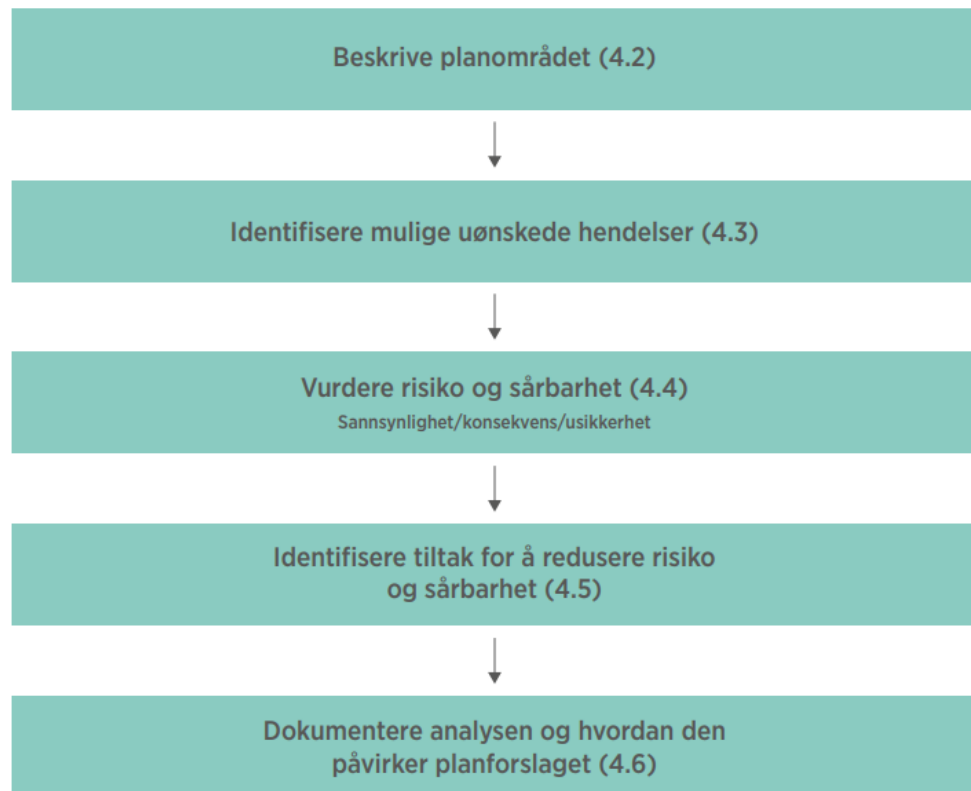 Beskrive planområdet (4.2)
Identifisere mulige uønskede hendelser (4.3)
Vurdere risiko og sårbarhet (4.4)
Sannsynlighet/konsekvens/usikkerhet
Identifisere tiltak for å redusere risiko
og sårbarhet (4.5)
Dokumentere analysen og hvordan den
påvirker planforslaget (4.6)